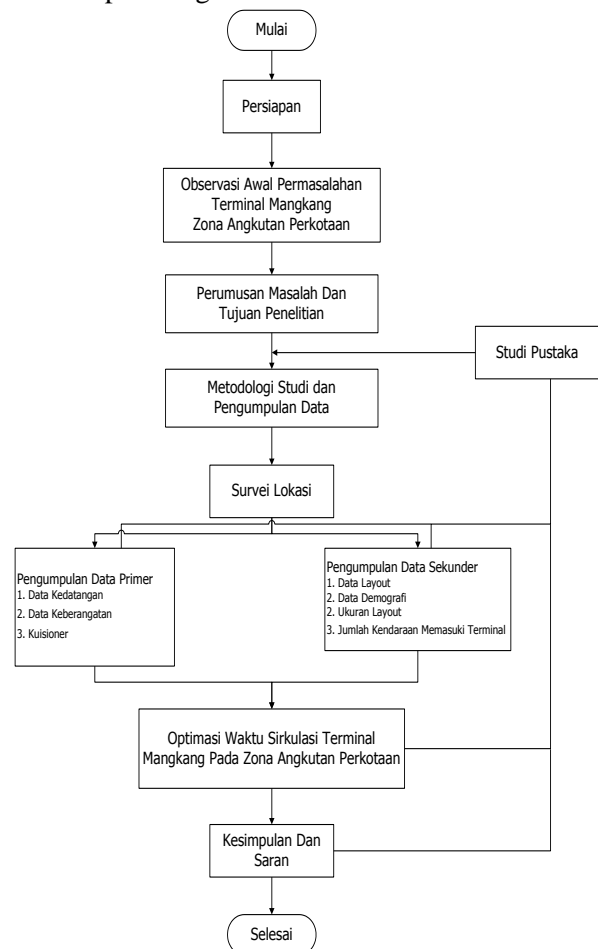 Mulai
Persiapan
Observasi Awal Permasalahan
Terminal Mangkang
Zona Angkutan Perkotaan
Perumusan Masalah Dan
Tujuan Penelitian
Studi Pustaka
Metodologi Studi dan
Pengumpulan Data
Survei Lokasi
Pengumpulan Data Primer
1. Data Kedatangan
2. Data Keberangatan
3. Kuisioner
Pengumpulan Data Sekunder
1. Data Layout
2. Data Demografi
2. Ukuran Layout
3. Jumlah Kendaraan Memasuki Terminal
Optimasi Waktu Sirkulasi Terminal
Mangkang Pada Zona Angkutan Perkotaan
Kesimpulan Dan
Saran
Selesai